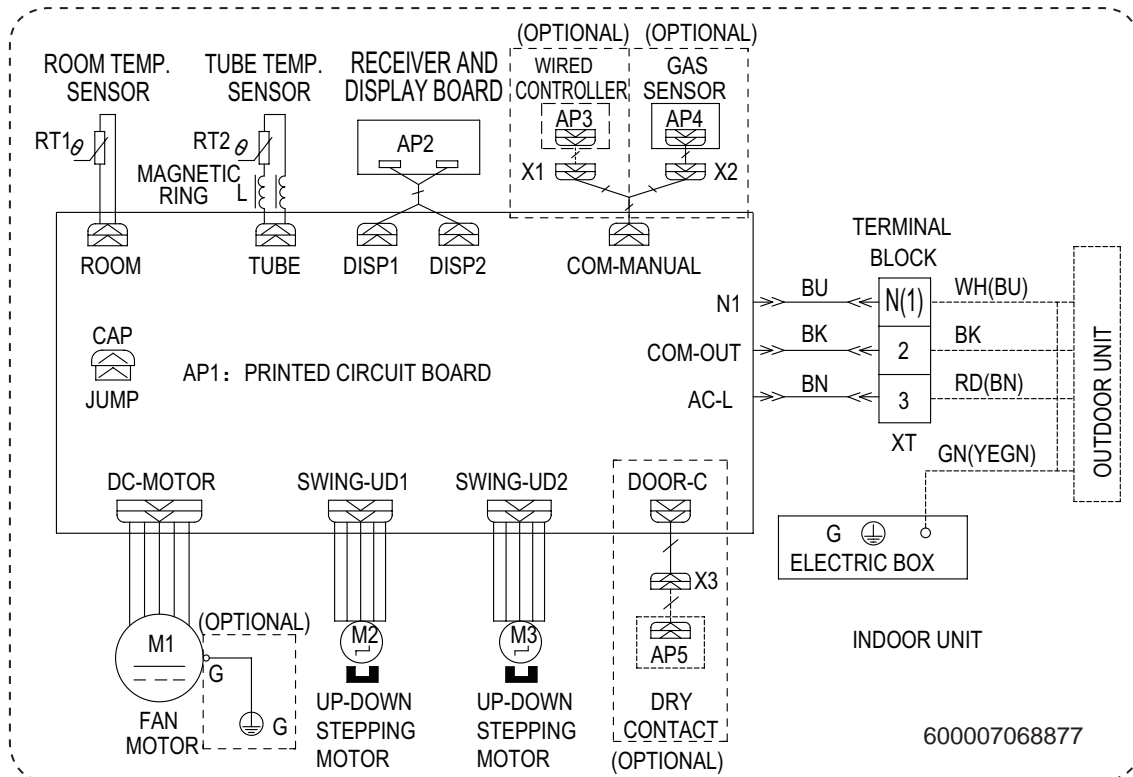 (OPTIONAL) (OPTIONAL)
ROOM TEMP.
SENSOR
TUBE TEMP.
SENSOR
RECEIVER AND
DISPLAY BOARD
WIRED
CONTROLLER
GAS
SENSOR
RT1 θ
RT2 θ
AP2
AP3
AP4
MAGNETIC
RING
L
X1
X2
ROOM
TUBE
DISP1
DISP2
COM-MANUAL
TERMINAL
BLOCK
N1
BU
N(1)
WH(BU)
COM-OUT
BK
2
BK
AC-L
BN
3
RD(BN)
XT
GN(YEGN)
OUTDOOR UNIT
CAP
JUMP
AP1: PRINTED CIRCUIT BOARD
DC-MOTOR
SWING-UD1
SWING-UD2
DOOR-C
G
ELECTRIC BOX
X3
AP5
M1
(OPTIONAL)
G
G
M2
M3
FAN
MOTOR
UP-DOWN
STEPPING
MOTOR
UP-DOWN
STEPPING
MOTOR
DRY
CONTACT
(OPTIONAL)
INDOOR UNIT
600007068877